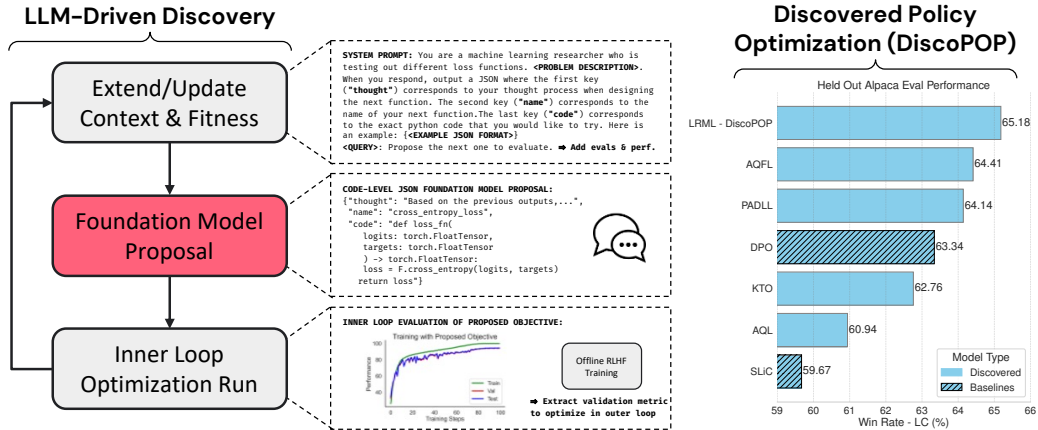 LLM-Driven Discovery
Extend/Update
Context & Fitness
Foundation Model
Proposal
Inner Loop
Optimization Run
SYSTEM PROMPT: You are a machine learning researcher who is
testing out different loss functions. <PROBLEM DESCRIPTION>.
When you respond, output a JSON where the first key
("thought") corresponds to your thought process when designing
the next function. The second key ("name") corresponds to the
name of your next function.The last key ("code") corresponds
to the exact python code that you would like to try. Here is
an example: {<EXAMPLE JSON FORMAT>}
<QUERY>: Propose the next one to evaluate. ➡ Add evals & perf.
CODE-LEVEL JSON FOUNDATION MODEL PROPOSAL:
{"thought": "Based on the previous outputs,...",
"name": "cross_entropy_loss",
"code": "def loss_fn(
logits: torch.FloatTensor,
targets: torch.FloatTensor
) -> torch.FloatTensor:
loss = F.cross_entropy(logits, targets)
return loss"}
INNER LOOP EVALUATION OF PROPOSED OBJECTIVE:
Training with Proposed Objective
Performance
100
80
60
40
0
20
40
60
80
100
Training Steps
Train
Val
Test
Offline RLHF
Training
➡ Extract validation metric
to optimize in outer loop
Discovered Policy
Optimization (DiscoPOP)
Held Out Alpaca Eval Performance
LRML - DiscoPOP
65.18
AQFL
64.41
PADLL
64.14
DPO
63.34
KTO
62.76
AQL
60.94
SLiC
59.67
Model Type
Discovered
Baselines
59
60
61
62
63
64
65
66
Win Rate - LC (%)